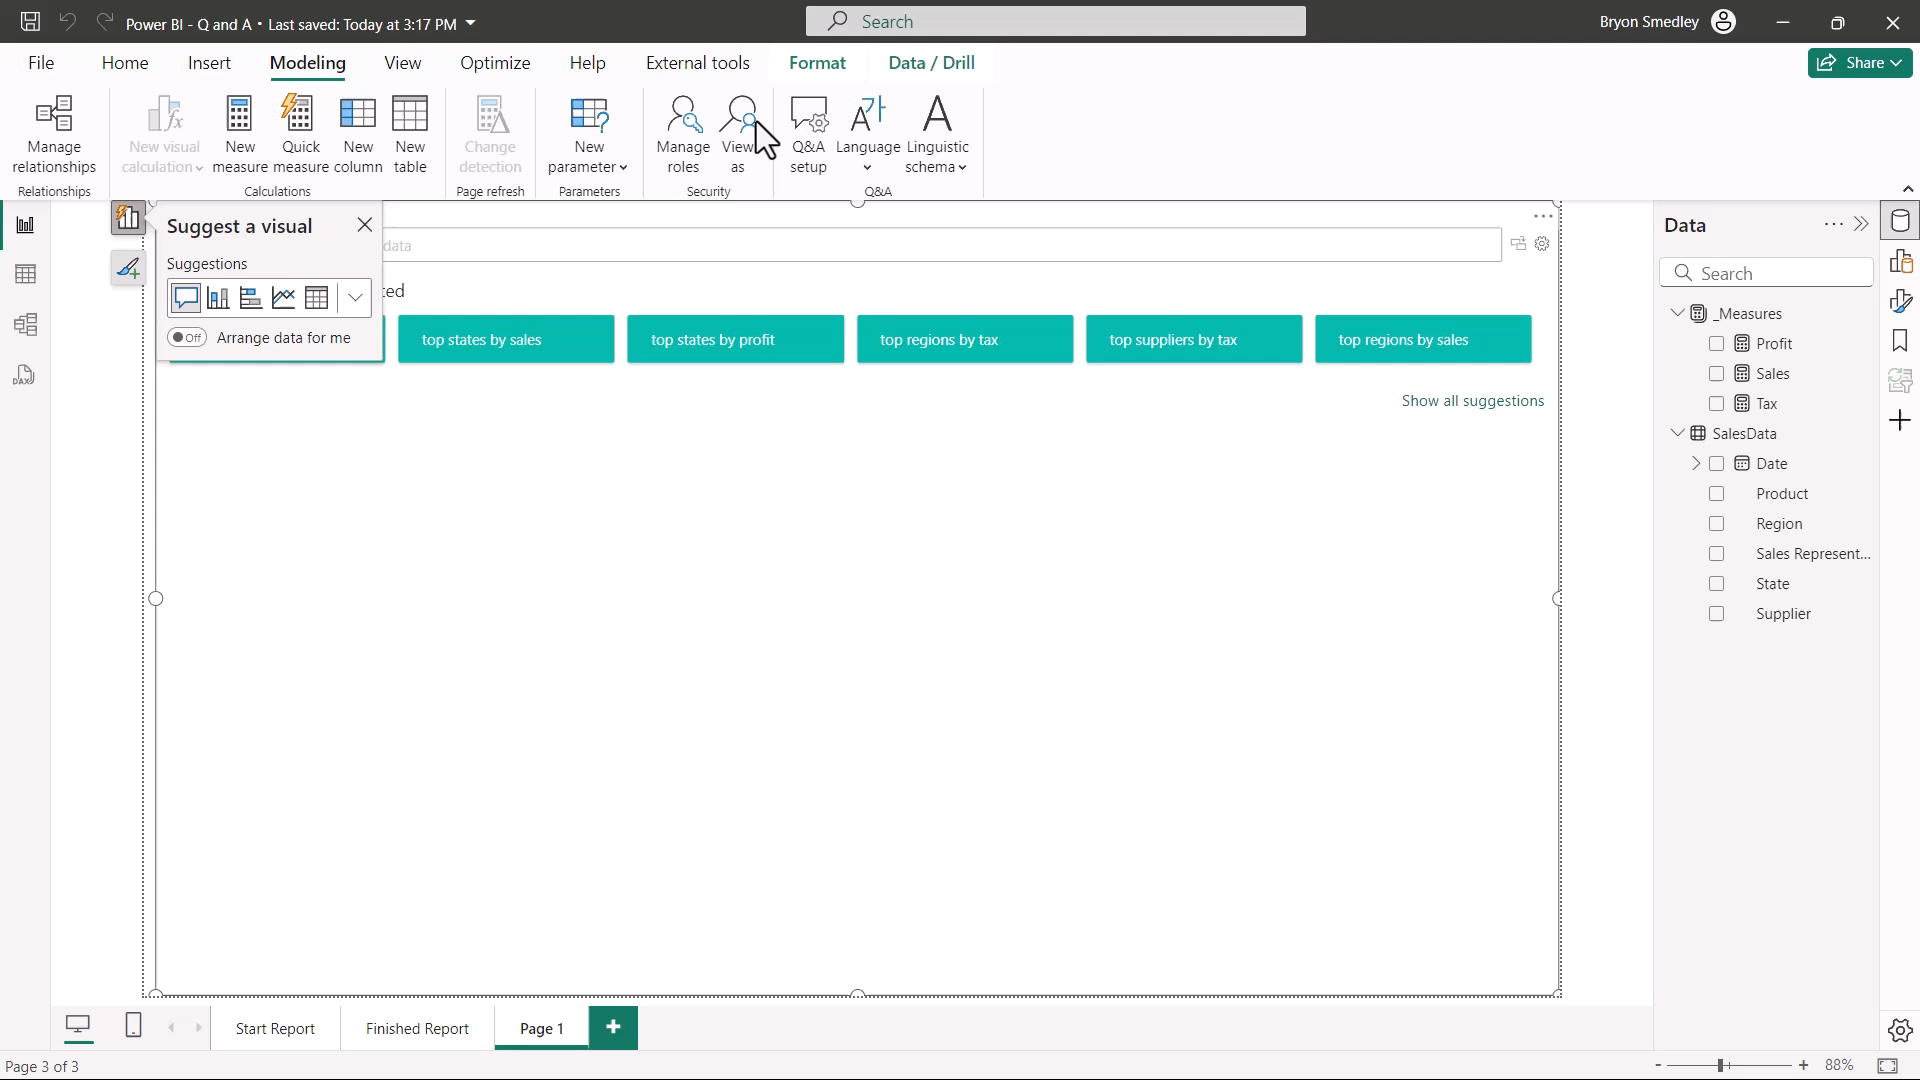 Power BI - Q and A • Last saved: Today at 3:17 PM
Search
Bryon Smedley
File
Home
Insert
Modeling
View
Optimize
Help
External tools
Format
Data / Drill
Share
Manage relationships
New visual calculation
New measure
Quick measure
New column
New table
Change detection
New parameter
Manage roles
View as
Q&A setup
Language
Linguistic schema
Relationships
Calculations
Page refresh
Parameters
Security
Q&A
Suggest a visual
Suggestions
Off
Arrange data for me
data
ted
top states by sales
top states by profit
top regions by tax
top suppliers by tax
top regions by sales
Show all suggestions
DAX
Data
Search
_Measures
Profit
Sales
Tax
SalesData
Date
Product
Region
Sales Represent...
State
Supplier
Start Report
Finished Report
Page 1
Page 3 of 3
- + 88%